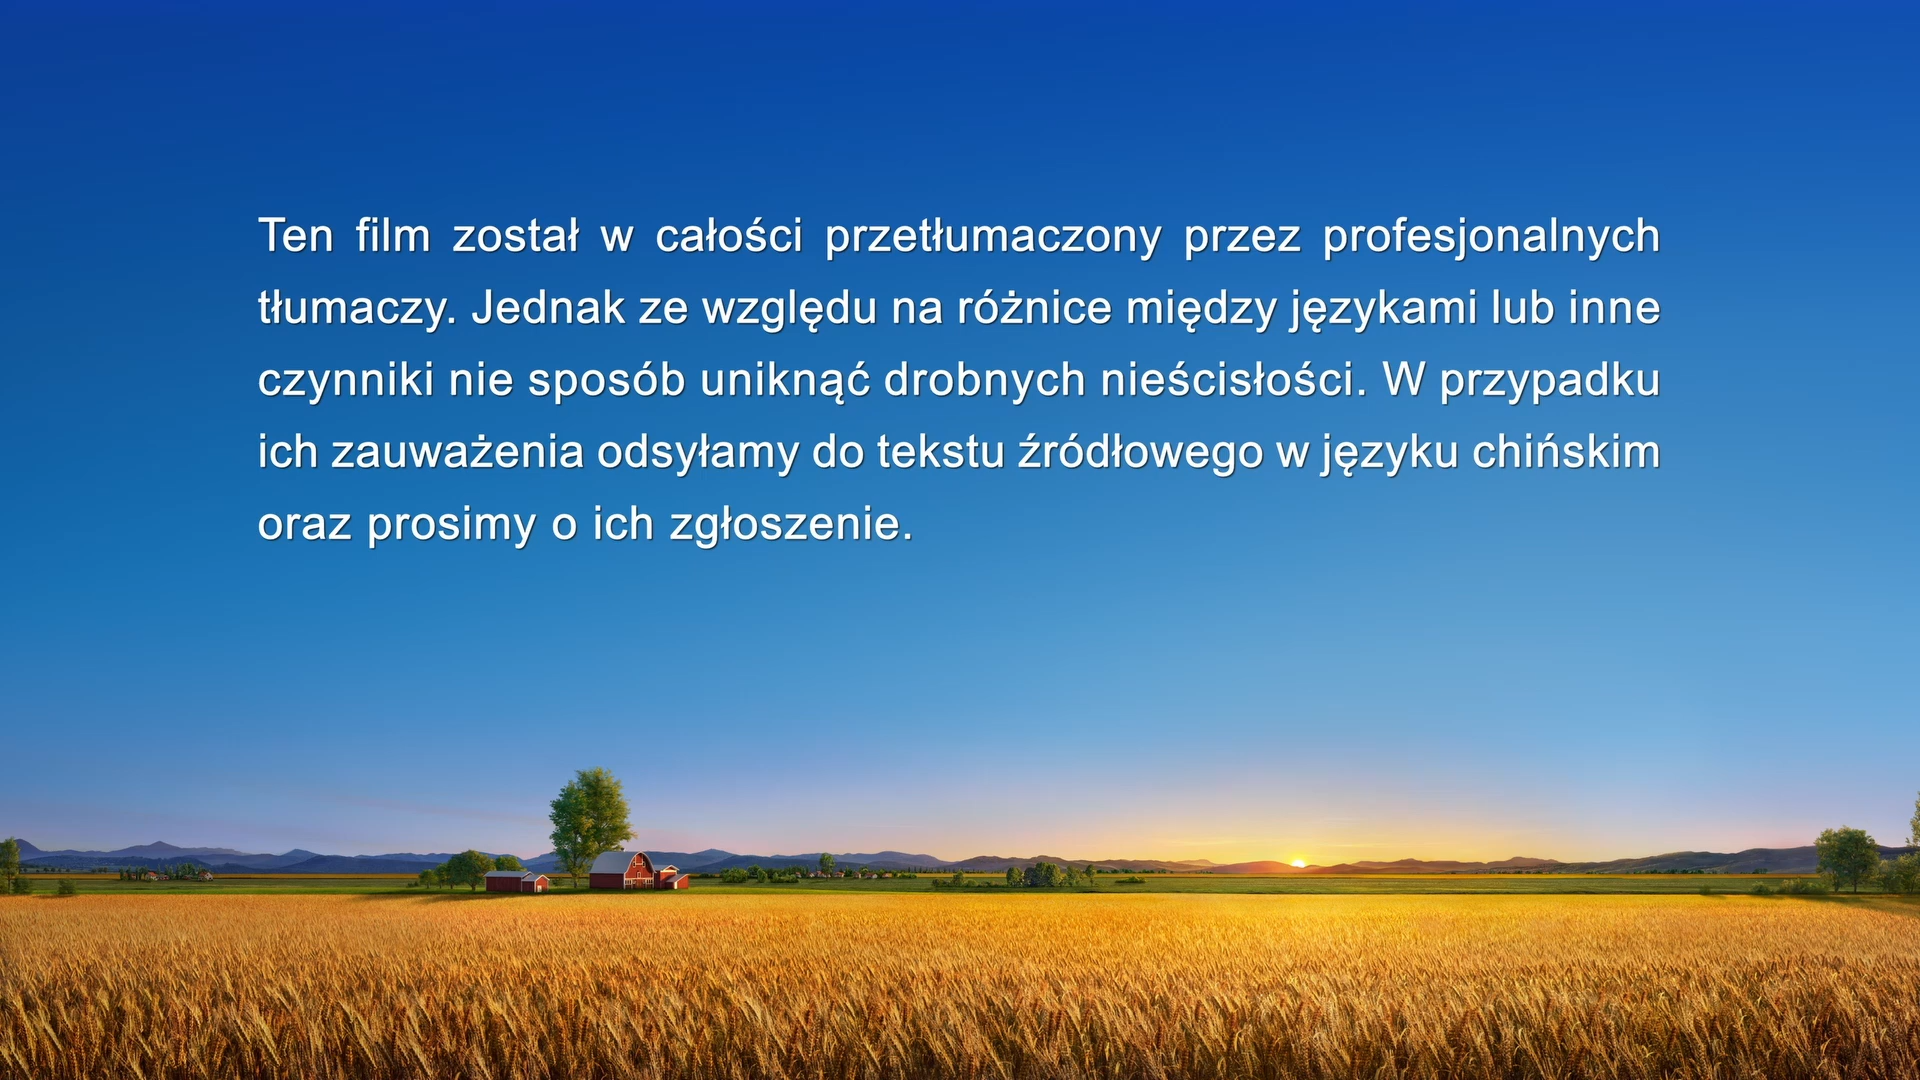 Ten film został w całości przetłumaczony przez profesjonalnych
tłumaczy. Jednak ze względu na różnice między językami lub inne
czynniki nie sposób uniknąć drobnych nieścisłości. W przypadku
ich zauważenia odsyłamy do tekstu źródłowego w języku chińskim
oraz prosimy o ich zgłoszenie.